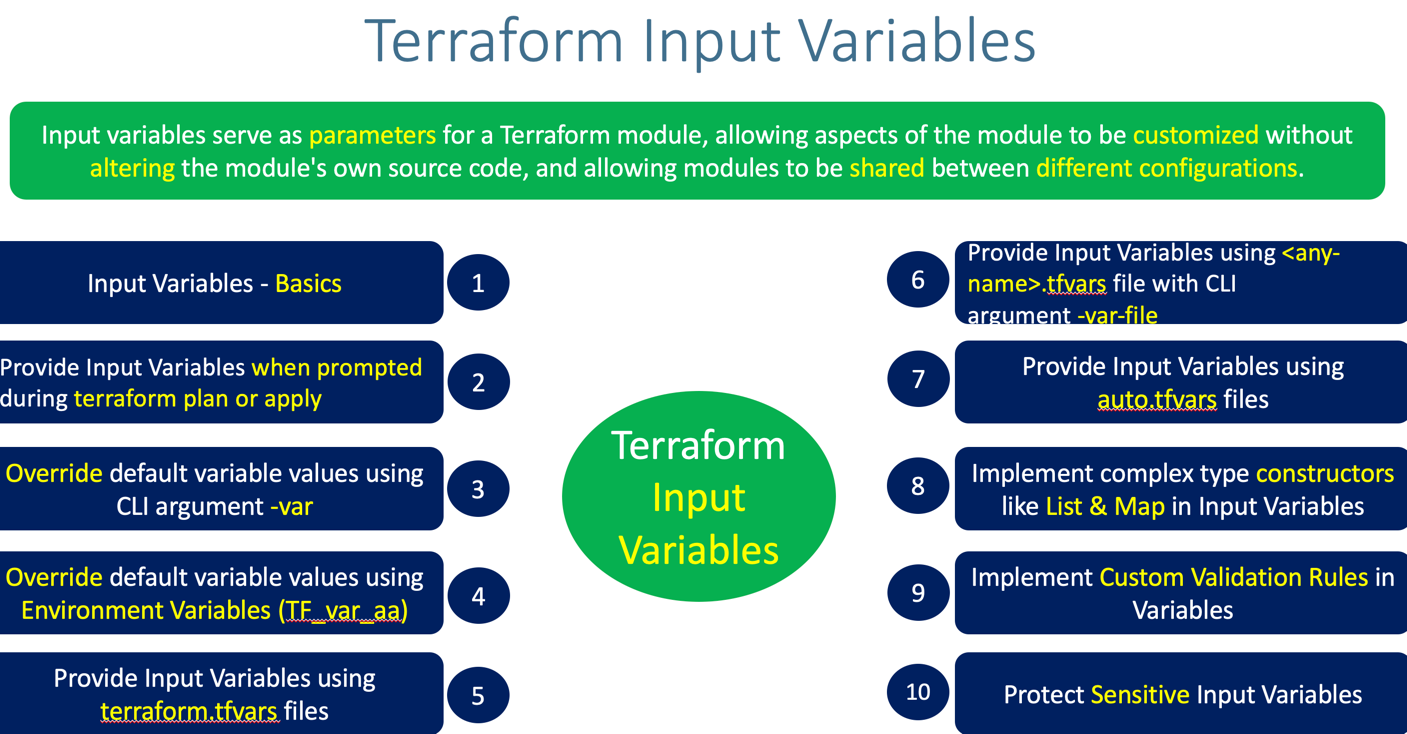 Terraform Input Variables
Input variables serve as parameters for a Terraform module, allowing aspects of the module to be customized without
altering the module's own source code, and allowing modules to be shared between different configurations.
Input Variables - Basics
1
Provide Input Variables when prompted
during terraform plan or apply
2
Override default variable values using
CLI argument -var
3
Override default variable values using
Environment Variables (TF_var_aa)
4
Provide Input Variables using
terraform.tfvars files
5
Terraform
Input
Variables
6
Provide Input Variables using <any-
name>.tfvars file with CLI
argument -var-file
7
Provide Input Variables using
auto.tfvars files
8
Implement complex type constructors
like List & Map in Input Variables
9
Implement Custom Validation Rules in
Variables
10
Protect Sensitive Input Variables